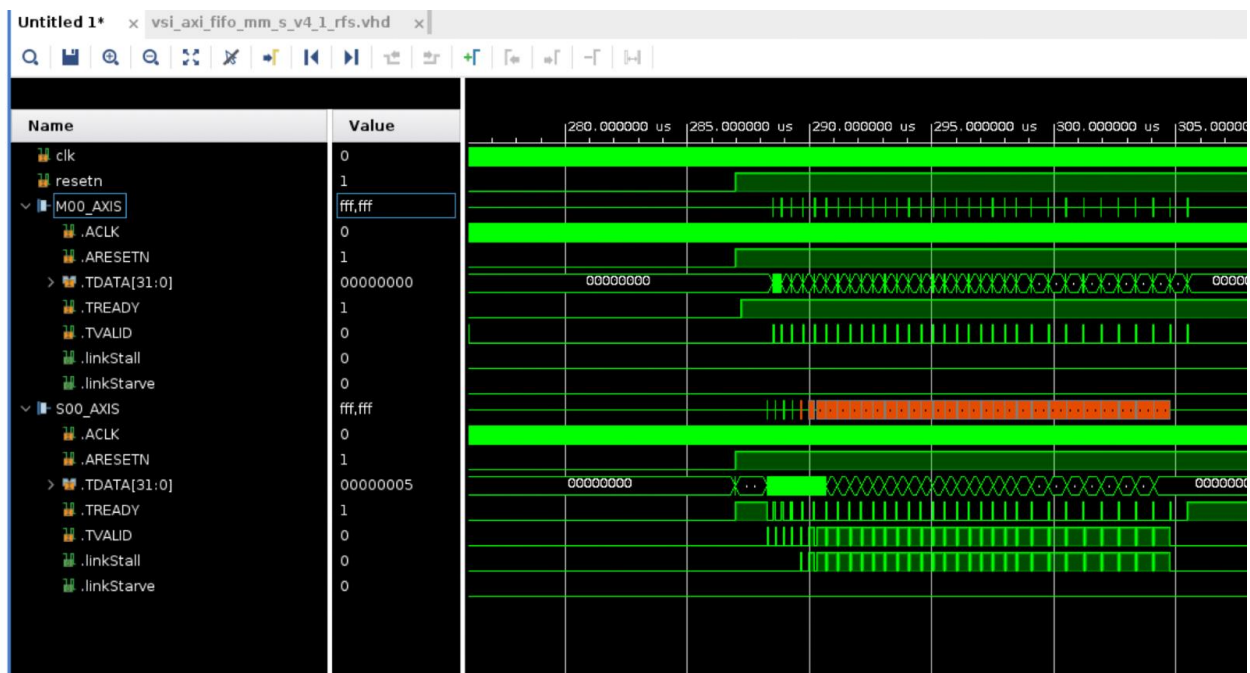 Untitled 1* × vsi_axi_fifo_mm_s_v4_1_rfs.vhd ×
Name Value 280.000000 us 285.000000 us 290.000000 us 295.000000 us 300.000000 us 305.00000
clk 0
resetn 1
M00_AXIS fff,fff
.ACLK 0
.ARESETN 1
.TDATA[31:0] 00000000 00000000 0000
.TREADY 1
.TVALID 0
.linkStall 0
.linkStarve 0
S00_AXIS fff,fff
.ACLK 0
.ARESETN 1
.TDATA[31:0] 00000005 00000000 0000000
.TREADY 1
.TVALID 0
.linkStall 0
.linkStarve 0